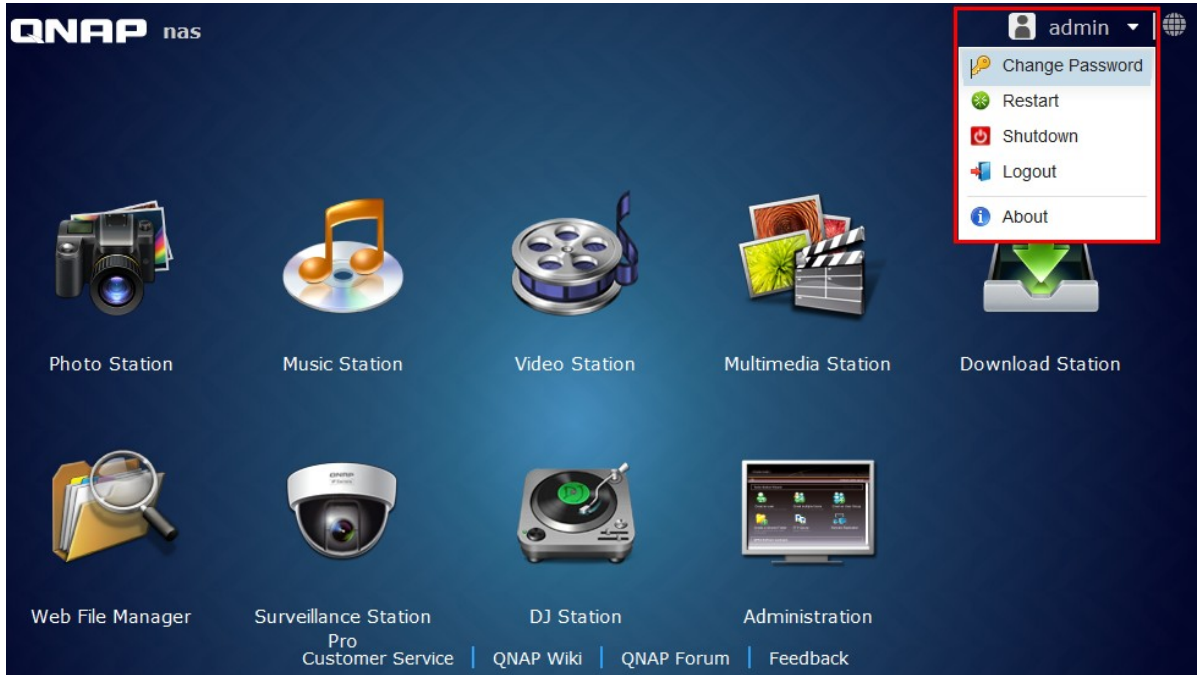 QNAP nas
admin
Change Password
Restart
Shutdown
Logout
About
Photo Station
Music Station
Video Station
Multimedia Station
Download Station
Web File Manager
Surveillance Station
Pro
DJ Station
Administration
Customer Service
QNAP Wiki
QNAP Forum
Feedback